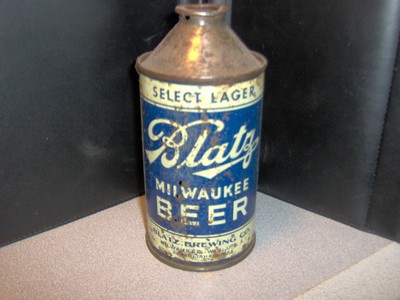 SELECT LAGER
Blatz
MILWAUKEE
BEER
BLATZ BREWING CO.